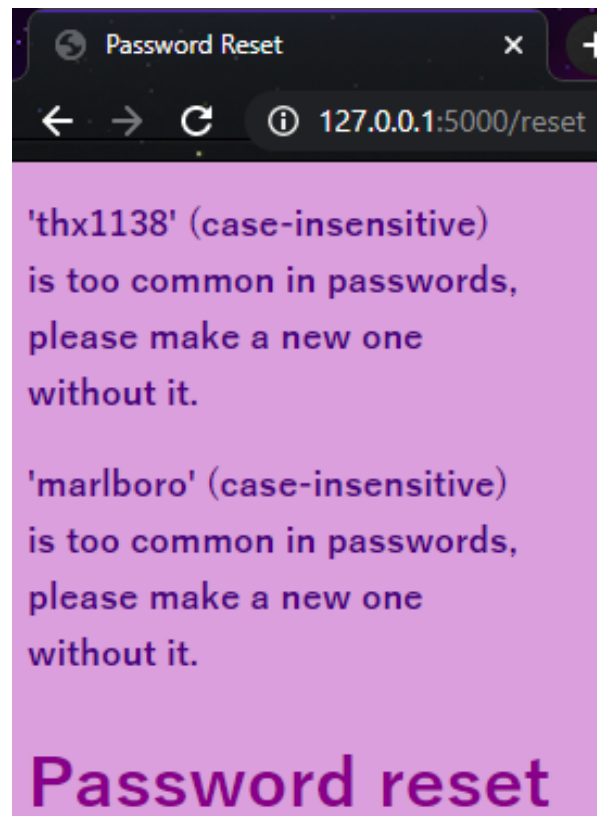 Password Reset
127.0.0.1:5000/reset
'thx1138' (case-insensitive)
is too common in passwords,
please make a new one
without it.
'marlboro' (case-insensitive)
is too common in passwords,
please make a new one
without it.
Password reset